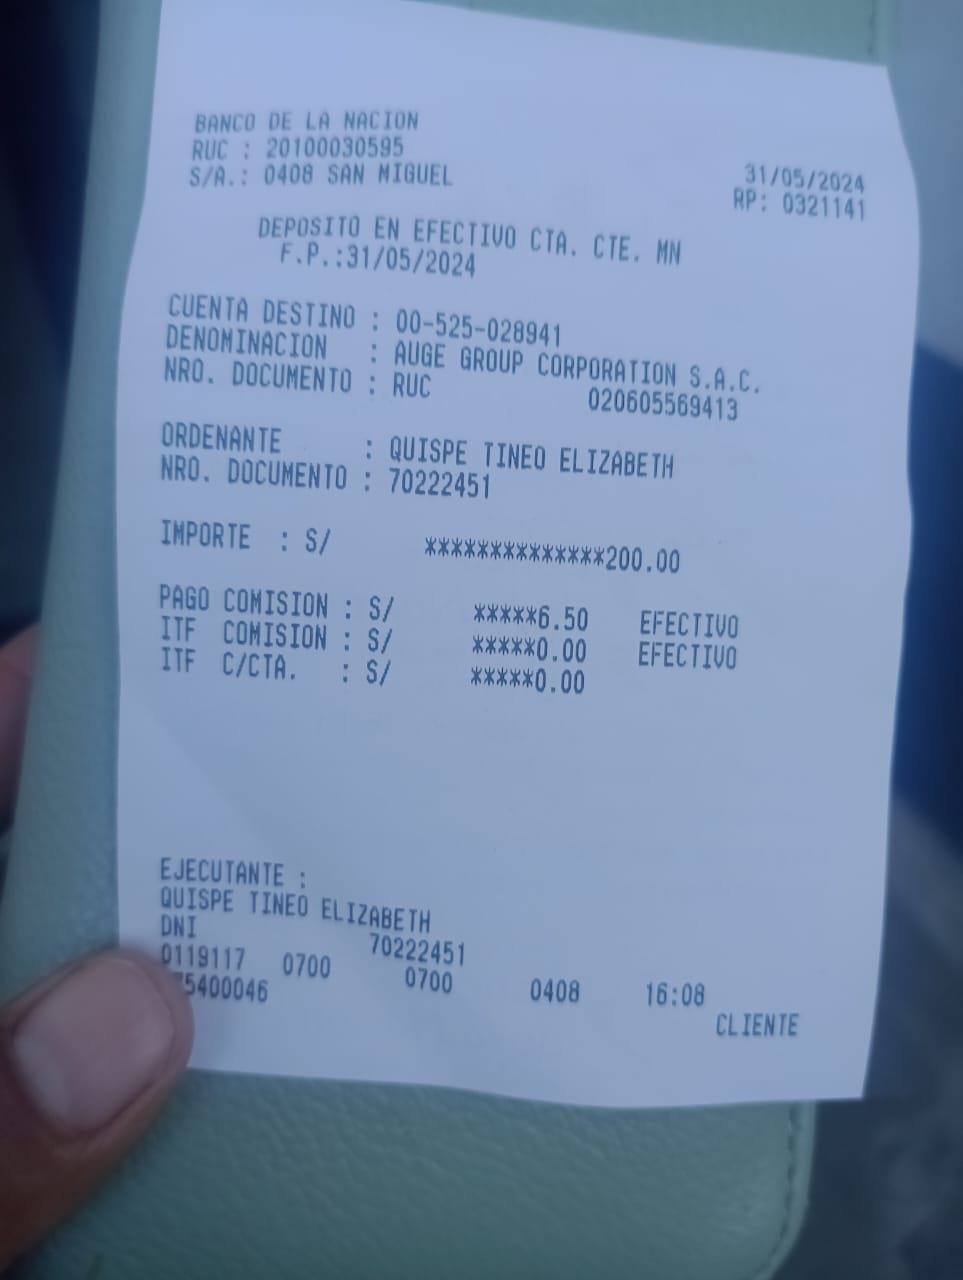 BANCO DE LA NACION
RUC : 20100030595
S/A.: 0408 SAN MIGUEL
31/05/2024
RP: 0321141
DEPOSITO EN EFECTIVO CTA. CTE. MN
F.P.:31/05/2024
CUENTA DESTINO : 00-525-028941
DENOMINACION : AUGE GROUP CORPORATION S.A.C.
NRO. DOCUMENTO : RUC 020605569413
ORDENANTE : QUISPE TINEO ELIZABETH
NRO. DOCUMENTO : 70222451
IMPORTE : S/ **************200.00
PAGO COMISION : S/ *****6.50 EFECTIVO
ITF COMISION : S/ *****0.00 EFECTIVO
ITF C/CTA. : S/ *****0.00
EJECUTANTE :
QUISPE TINEO ELIZABETH
DNI 70222451
0119117 0700 0700 0408 16:08
5400046
CLIENTE